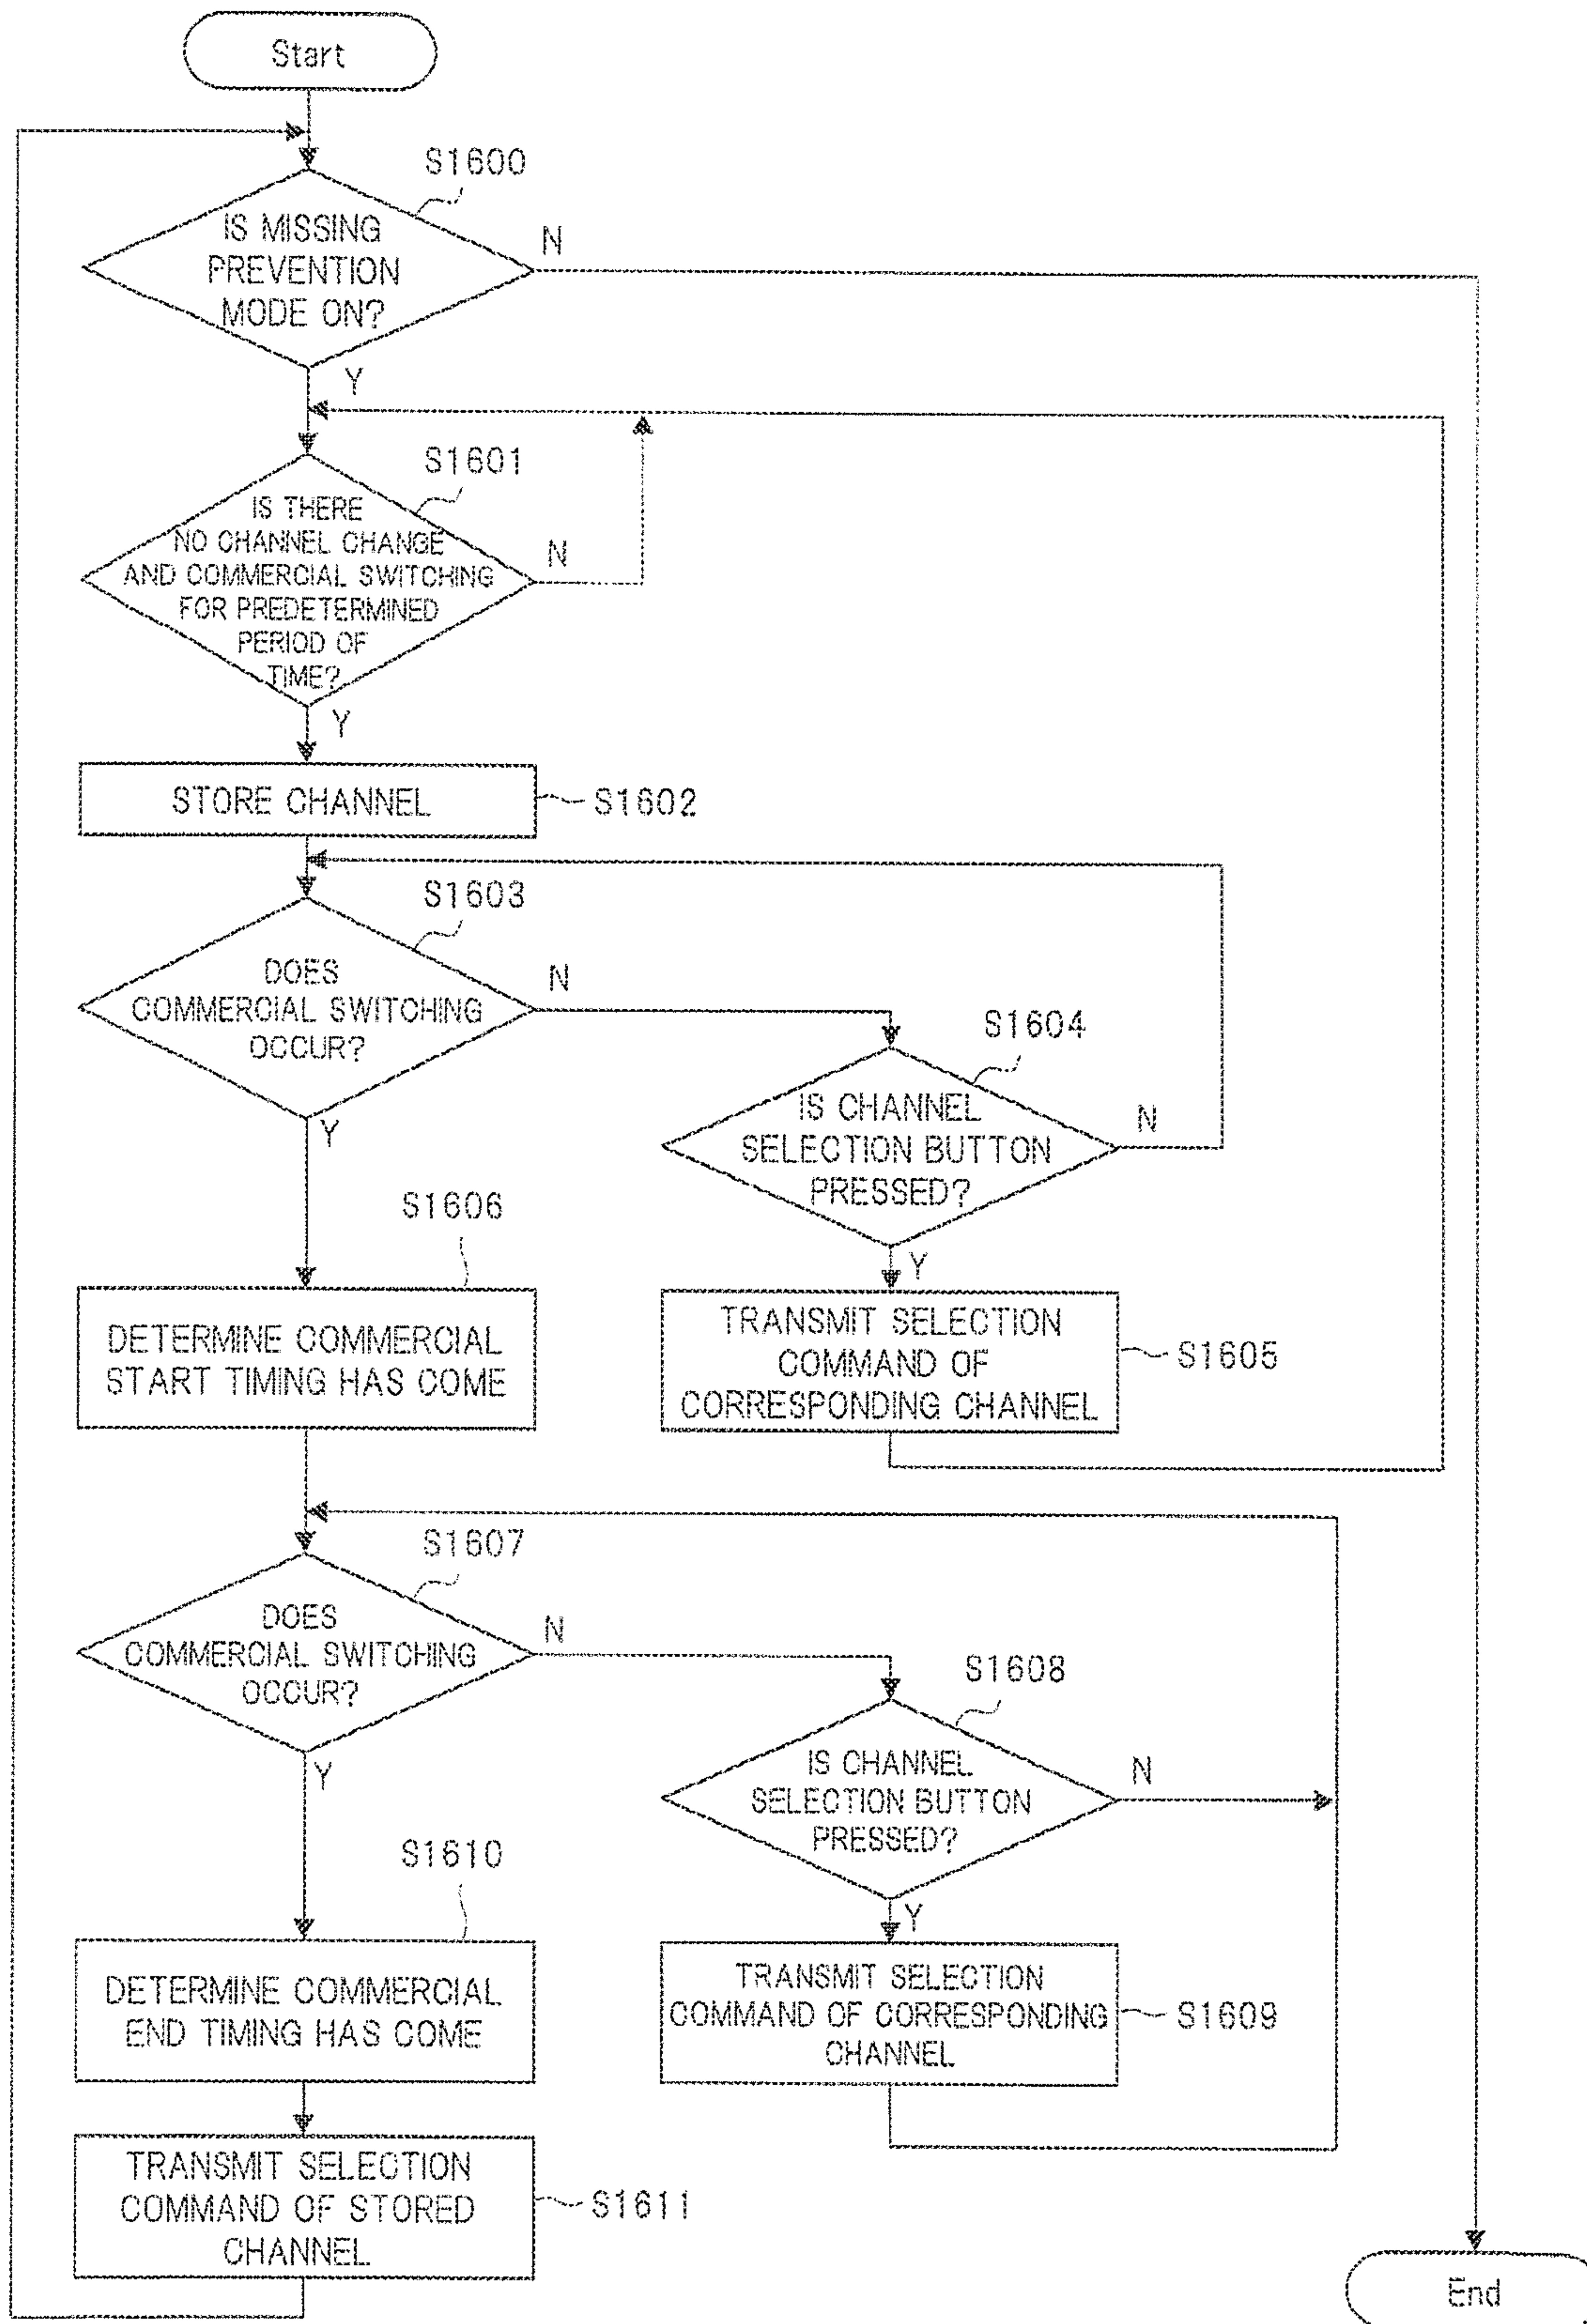 Start
S1600
IS MISSING
PREVENTION
MODE ON?
N
Y
S1601
IS THERE
NO CHANNEL CHANGE
AND COMMERCIAL SWITCHING
FOR PREDETERMINED
PERIOD OF
TIME?
N
Y
STORE CHANNEL
S1602
S1603
DOES
COMMERCIAL SWITCHING
OCCUR?
N
Y
S1604
IS CHANNEL
SELECTION BUTTON
PRESSED?
N
Y
TRANSMIT SELECTION
COMMAND OF
CORRESPONDING CHANNEL
S1605
S1606
DETERMINE COMMERCIAL
START TIMING HAS COME
S1607
DOES
COMMERCIAL SWITCHING
OCCUR?
N
Y
S1608
IS CHANNEL
SELECTION BUTTON
PRESSED?
N
Y
TRANSMIT SELECTION
COMMAND OF CORRESPONDING
CHANNEL
S1609
S1610
DETERMINE COMMERCIAL
END TIMING HAS COME
TRANSMIT SELECTION
COMMAND OF STORED
CHANNEL
S1611
End